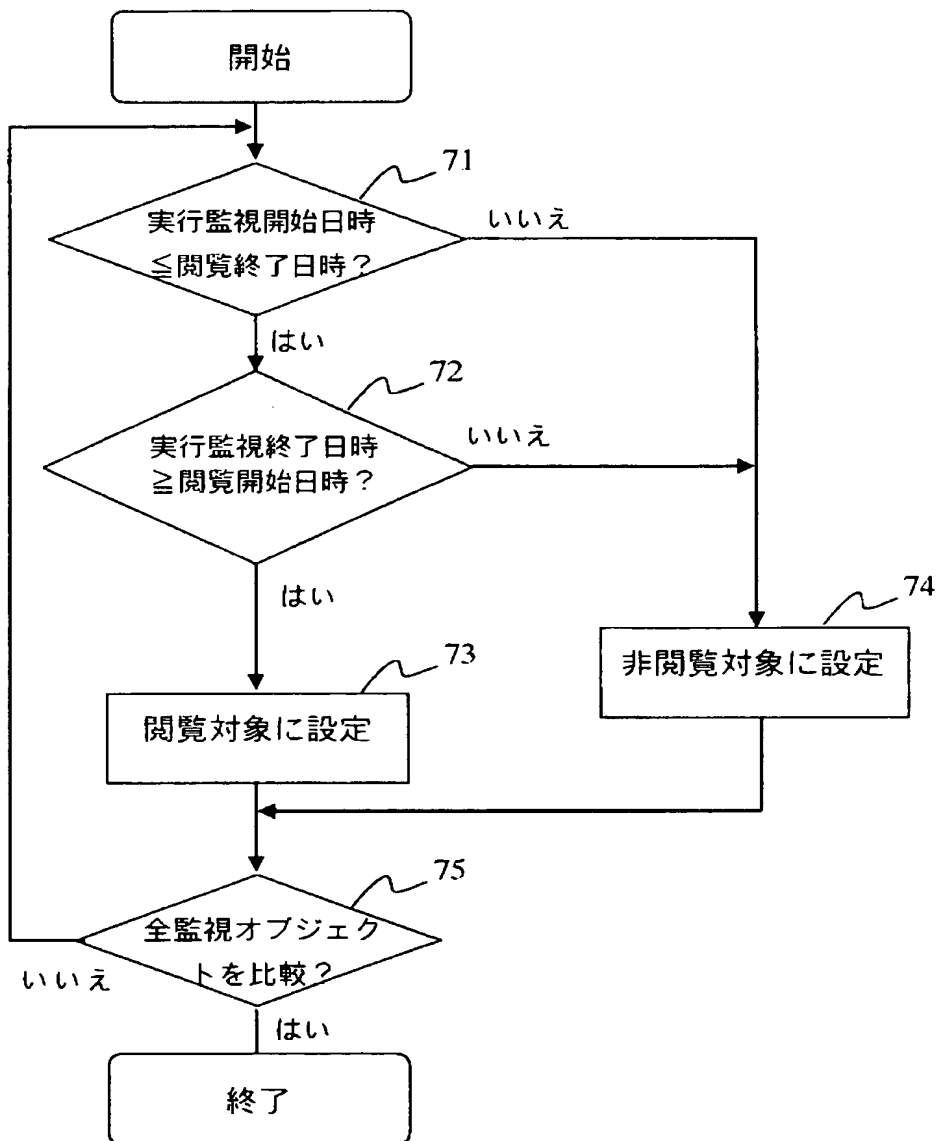 開始
71
実行監視開始日時
≦閲覧終了日時？
いいえ
はい
72
実行監視終了日時
≧閲覧開始日時？
いいえ
はい
74
非閲覧対象に設定
73
閲覧対象に設定
75
全監視オブジェク
トを比較？
いいえ
はい
終了